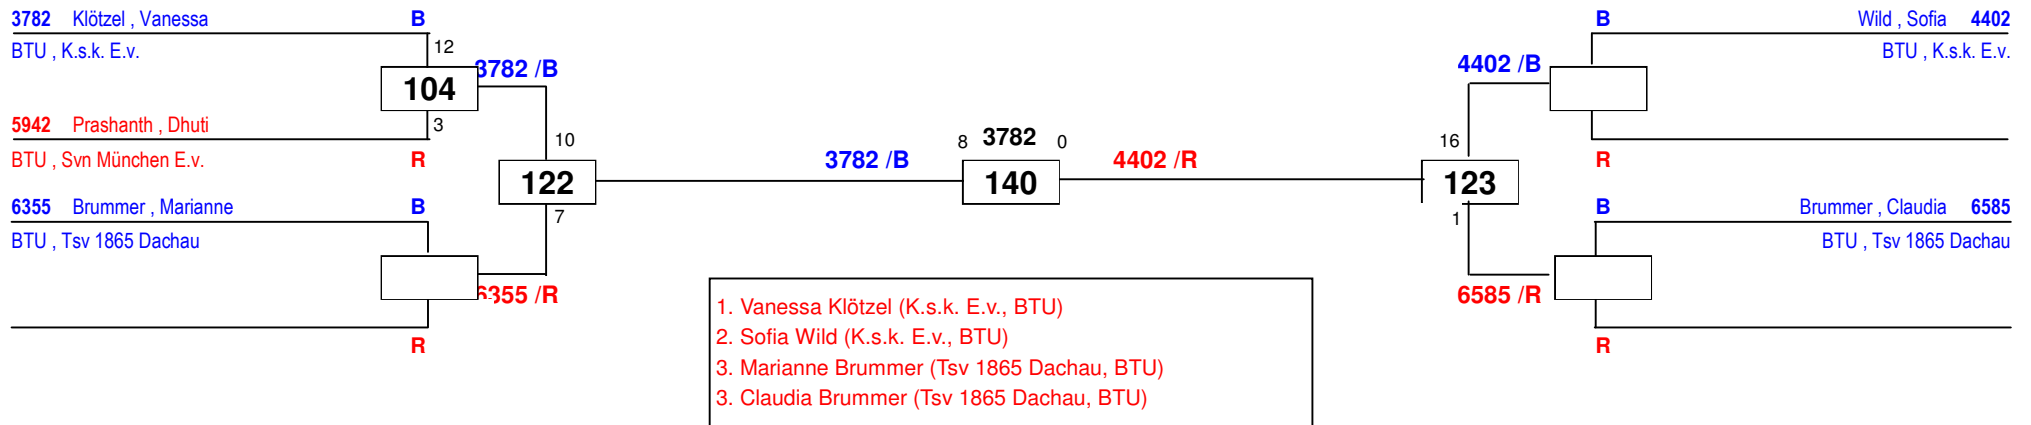 3782 Klötzel , Vanessa B
BTU , K.s.k. E.v.
12
3782 /B
104
3
5942 Prashanth , Dhuti
BTU , Svn München E.v. R
10
122
7
6355 Brummer , Marianne B
BTU , Tsv 1865 Dachau
6355 /R
R
3782 /B
8 3782 0
140
4402 /R
B Wild , Sofia 4402
BTU , K.s.k. E.v.
4402 /B
16
R
123
1
B Brummer , Claudia 6585
BTU , Tsv 1865 Dachau
6585 /R
R
1. Vanessa Klötzel (K.s.k. E.v., BTU)
2. Sofia Wild (K.s.k. E.v., BTU)
3. Marianne Brummer (Tsv 1865 Dachau, BTU)
3. Claudia Brummer (Tsv 1865 Dachau, BTU)